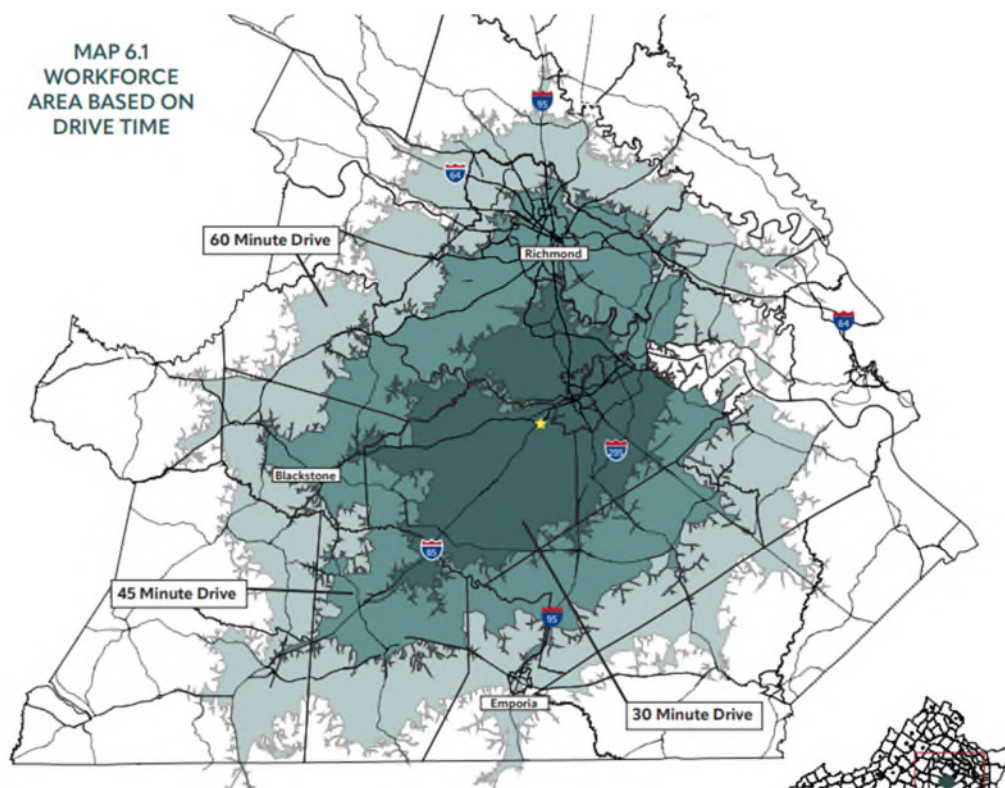 MAP 6.1
WORKFORCE
AREA BASED ON
DRIVE TIME
95
64
60 Minute Drive
Richmond
64
295
Blackstone
85
45 Minute Drive
95
Emporia
30 Minute Drive